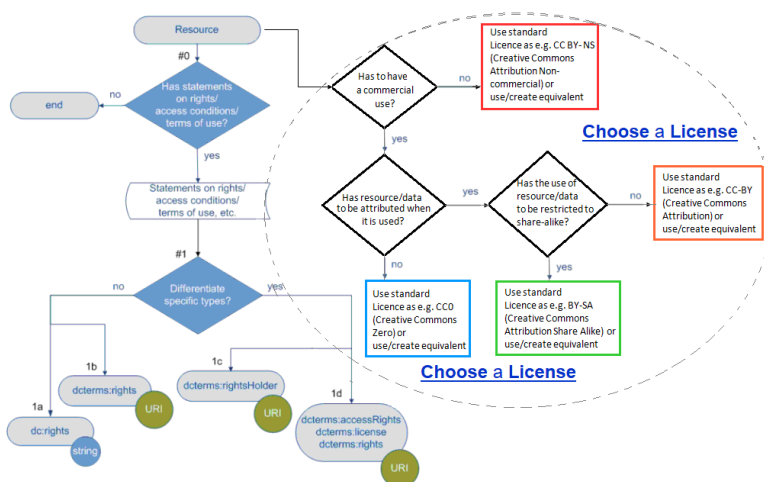 Resource
#0
Has statements
on rights/
access conditions/
terms of use?
no
end
yes
Statements on rights/
access conditions/
terms of use, etc.
#1
Differentiate
specific types?
no
yes
1a
dc:rights
string
1b
dcterms:rights
URI
1c
dcterms:rightsHolder
URI
1d
dcterms:accessRights
dcterms:license
dcterms:rights
URI
Has to have
a commercial
use?
no
Use standard
Licence as e.g. CC BY- NS
(Creative Commons
Attribution Non-
commercial) or
use/create equivalent
yes
Choose a License
Has resource/data
to be attributed when
it is used?
yes
Has the use of
resource/data
to be restricted to
share-alike?
no
Use standard
Licence as e.g. CC-BY
(Creative Commons
Attribution) or
use/create equivalent
no
Use standard
Licence as e.g. CC0
(Creative Commons
Zero) or
use/create equivalent
yes
Use standard
Licence as e.g. BY-SA
(Creative Commons
Attribution Share Alike) or
use/create equivalent
Choose a License